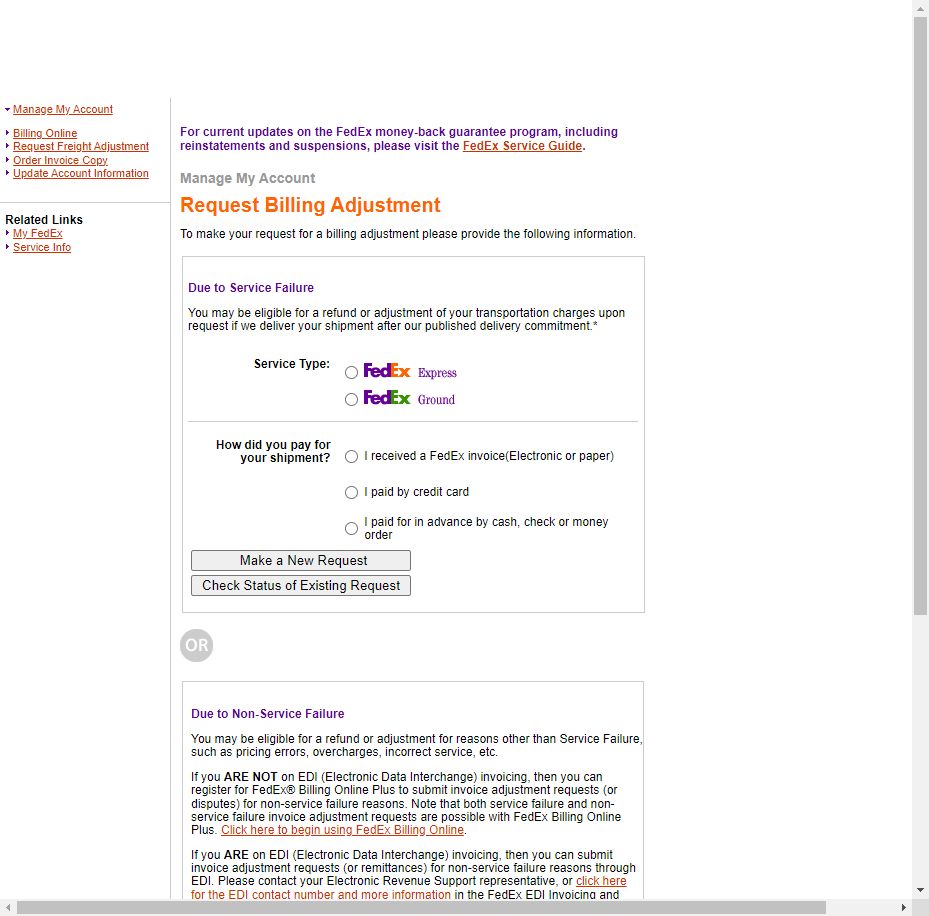 Manage My Account
Billing Online
Request Freight Adjustment
Order Invoice Copy
Update Account Information
Related Links
My FedEx
Service Info
For current updates on the FedEx money-back guarantee program, including
reinstatements and suspensions, please visit the FedEx Service Guide.
Manage My Account
Request Billing Adjustment
To make your request for a billing adjustment please provide the following information.
Due to Service Failure
You may be eligible for a refund or adjustment of your transportation charges upon
request if we deliver your shipment after our published delivery commitment.*
Service Type:
FedEx Express
FedEx Ground
How did you pay for
your shipment?
I received a FedEx invoice(Electronic or paper)
I paid by credit card
I paid for in advance by cash, check or money
order
Make a New Request
Check Status of Existing Request
OR
Due to Non-Service Failure
You may be eligible for a refund or adjustment for reasons other than Service Failure,
such as pricing errors, overcharges, incorrect service, etc.
If you ARE NOT on EDI (Electronic Data Interchange) invoicing, then you can
register for FedEx® Billing Online Plus to submit invoice adjustment requests (or
disputes) for non-service failure reasons. Note that both service failure and non-
service failure invoice adjustment requests are possible with FedEx Billing Online
Plus. Click here to begin using FedEx Billing Online.
If you ARE on EDI (Electronic Data Interchange) invoicing, then you can submit
invoice adjustment requests (or remittances) for non-service failure reasons through
EDI. Please contact your Electronic Revenue Support representative, or click here
for the EDI contact number and more information in the FedEx EDI Invoicing and